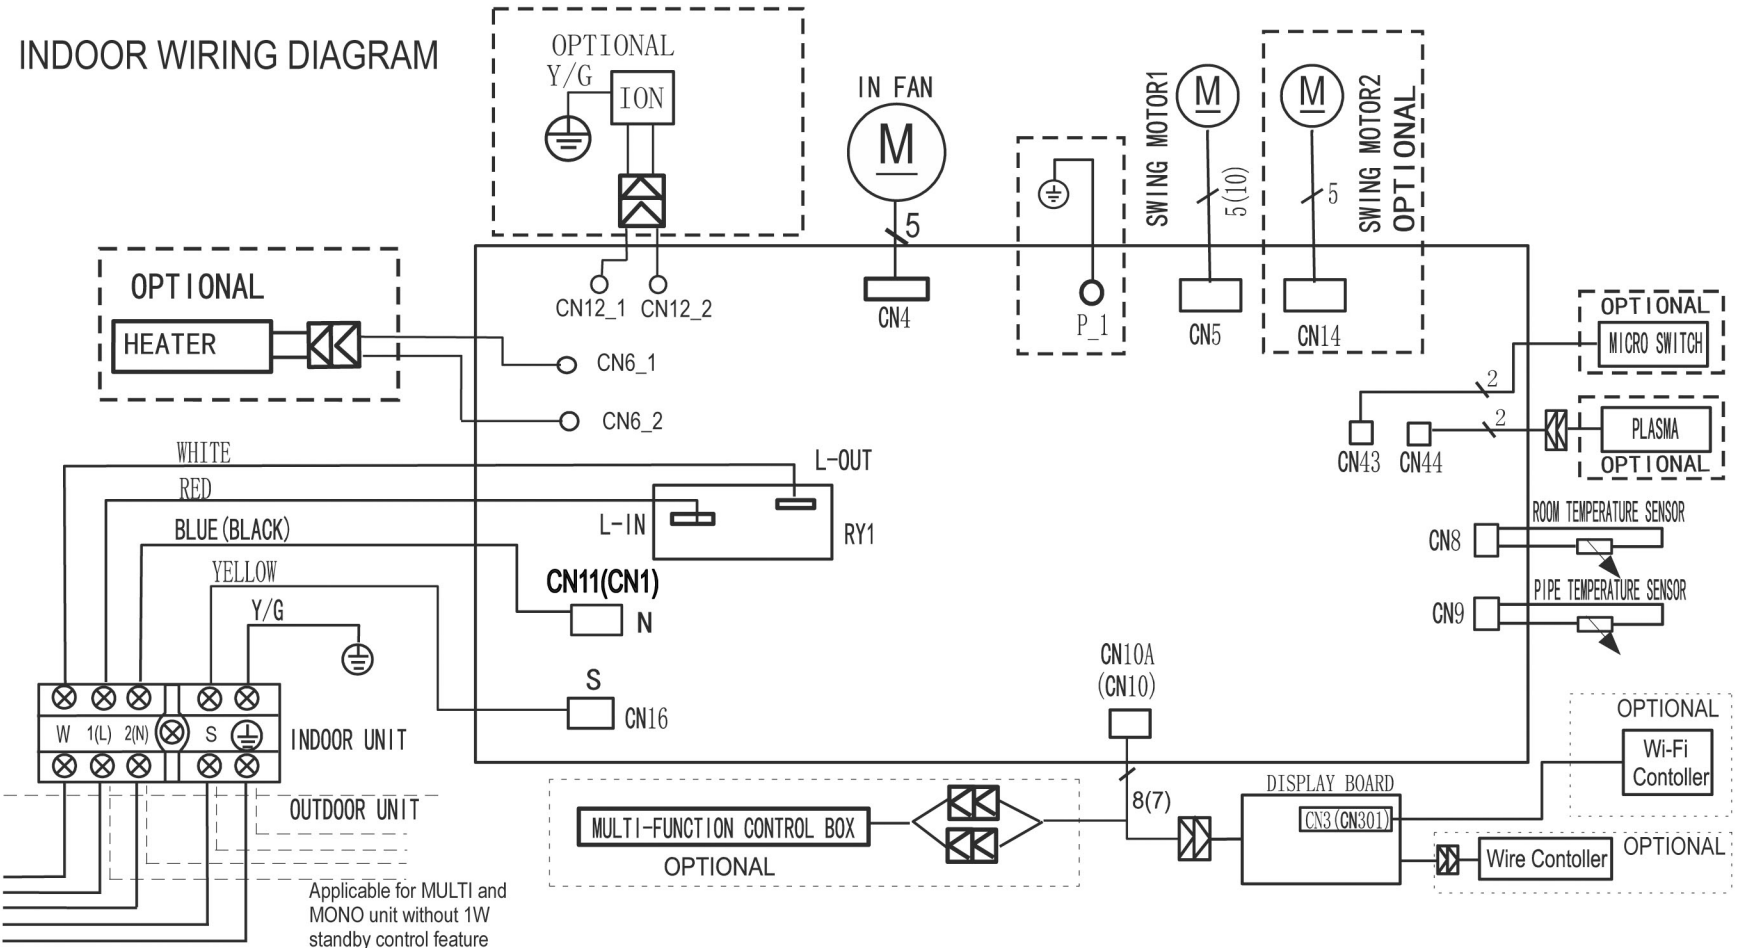 INDOOR WIRING DIAGRAM
OPTIONAL
Y/G
ION
CN12_1
CN12_2
IN FAN
M
5
CN4
P_1
SWING MOTOR1
M
5(10)
CN5
M
5
SWING MOTOR2
OPTIONAL
CN14
OPTIONAL
HEATER
CN6_1
CN6_2
OPTIONAL
MICRO SWITCH
2
CN43
2
CN44
PLASMA
OPTIONAL
WHITE
L-OUT
RED
L-IN
RY1
BLUE(BLACK)
CN11(CN1)
N
YELLOW
Y/G
S
CN16
CN8
ROOM TEMPERATURE SENSOR
CN9
PIPE TEMPERATURE SENSOR
W
1(L)
2(N)
S
INDOOR UNIT
OUTDOOR UNIT
Applicable for MULTI and
MONO unit without 1W
standby control feature
CN10A
(CN10)
8(7)
MULTI-FUNCTION CONTROL BOX
OPTIONAL
DISPLAY BOARD
CN3(CN301)
OPTIONAL
Wi-Fi
Contoller
Wire Contoller
OPTIONAL